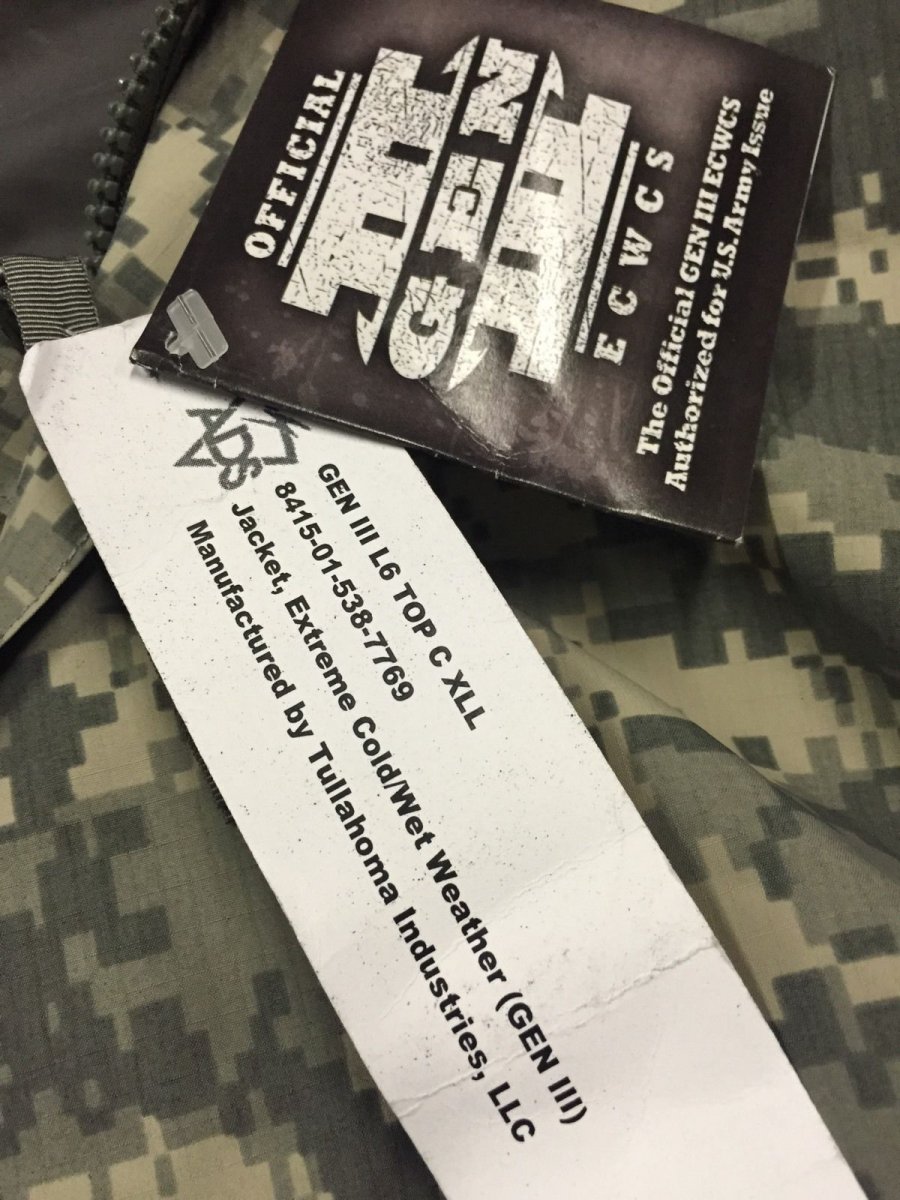 OFFICIAL
GEN
III
ECWCS
The Official GEN III ECWCS
Authorized for U.S. Army Issue
ADS
GEN III L6 TOP C XLL
8415-01-538-7769
Jacket, Extreme Cold/Wet Weather (GEN III)
Manufactured by Tullahoma Industries, LLC